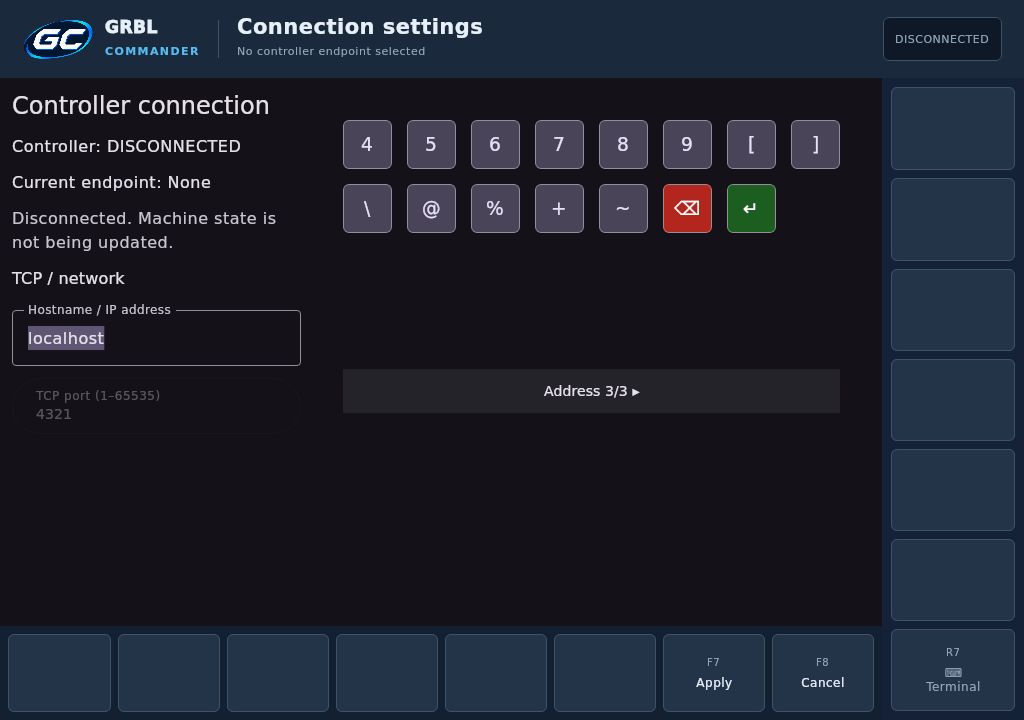 GC
GRBL
COMMANDER
Connection settings
No controller endpoint selected
DISCONNECTED
Controller connection
Controller: DISCONNECTED
Current endpoint: None
Disconnected. Machine state is
not being updated.
TCP / network
Hostname / IP address
localhost
TCP port (1–65535)
4321
4 5 6 7 8 9 [ ]
\ @ % + ~ ⌫ ↵
Address 3/3 ▸
F7
Apply
F8
Cancel
R7
⌨
Terminal